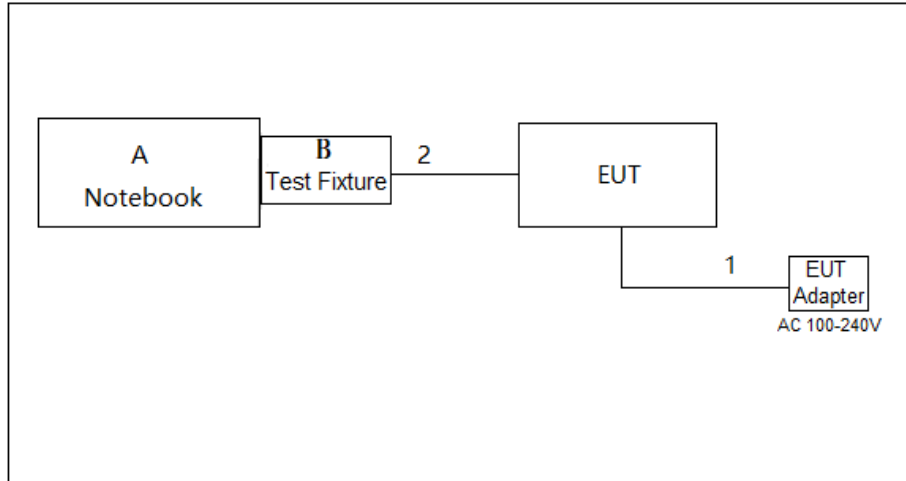 A
Notebook
B
Test Fixture
2
EUT
1
EUT
Adapter
AC 100-240V